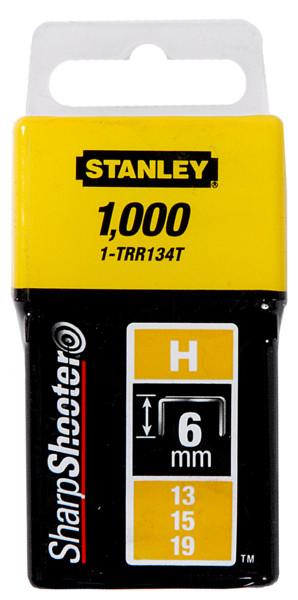 STANLEY®
1,000
1-TRR134T
SharpShooter
H
6
mm
13
15
19
TM